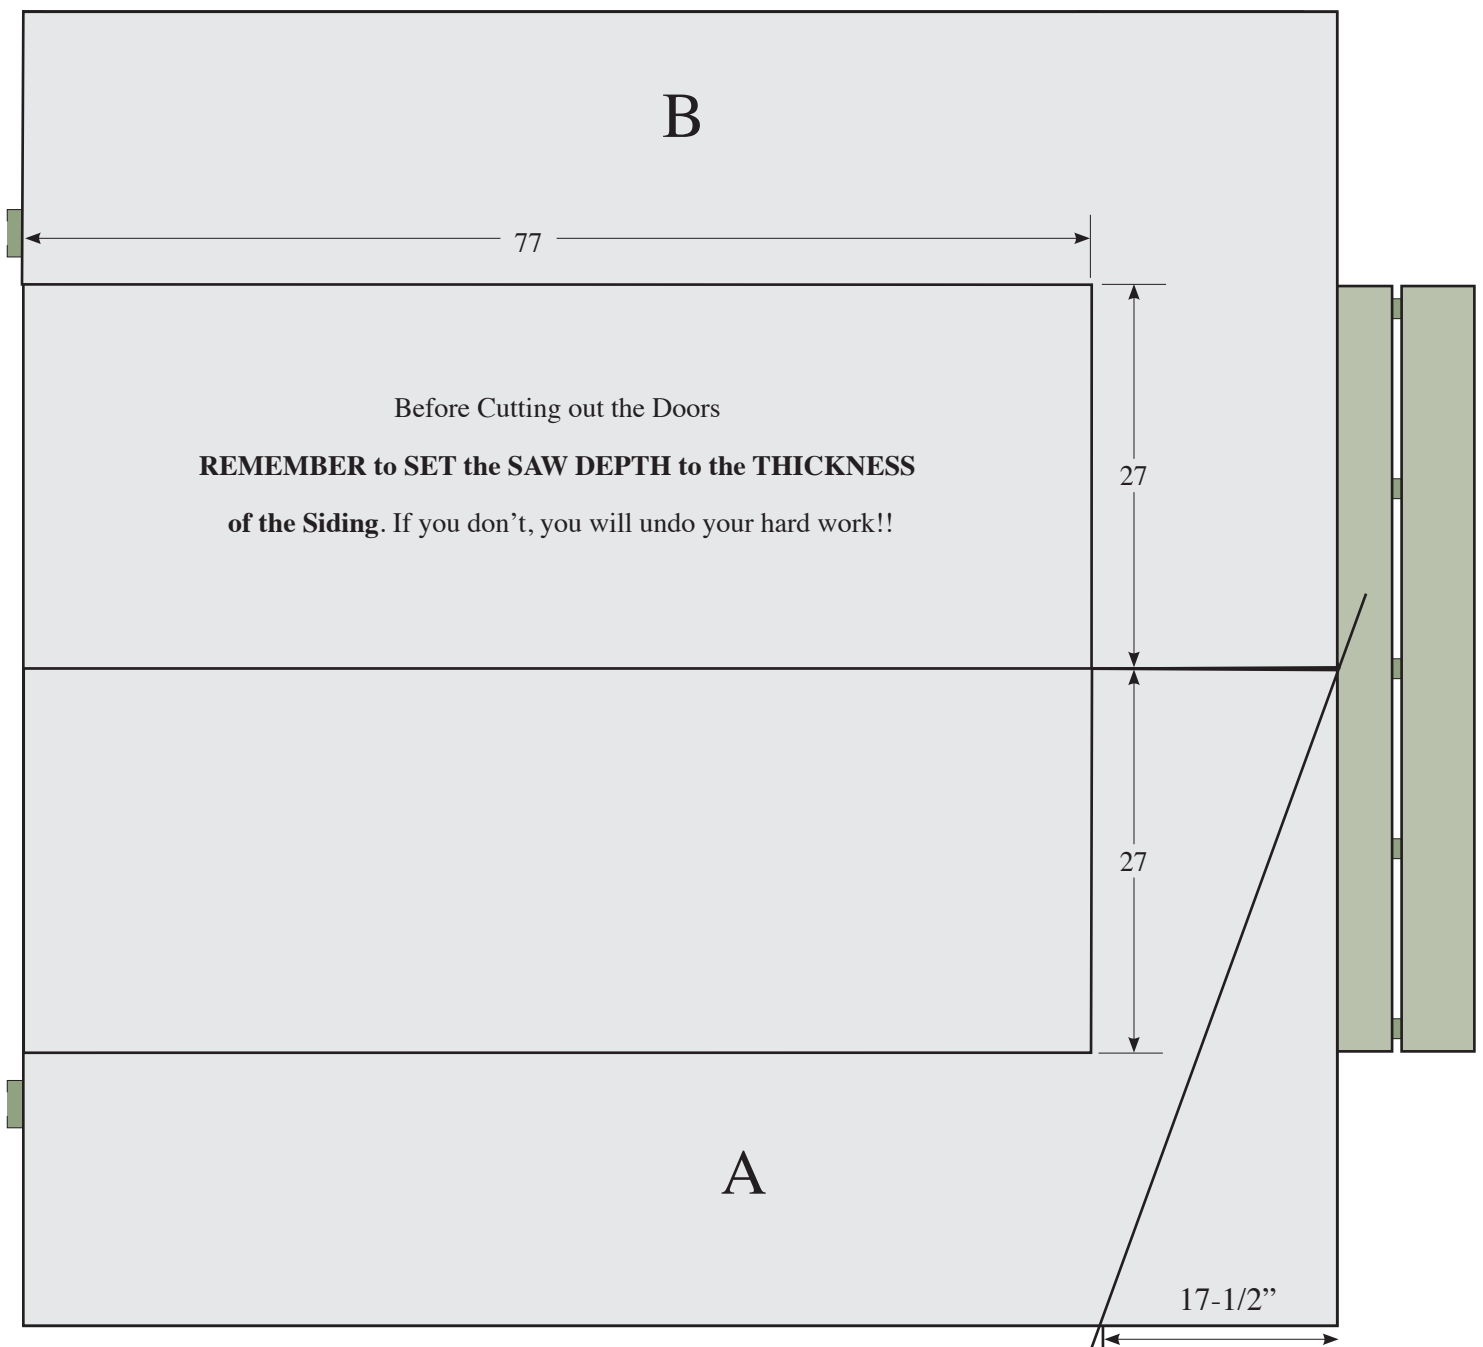 B
77
Before Cutting out the Doors
REMEMBER to SET the SAW DEPTH to the THICKNESS
of the Siding. If you don’t, you will undo your hard work!!
27
27
A
17-1/2”